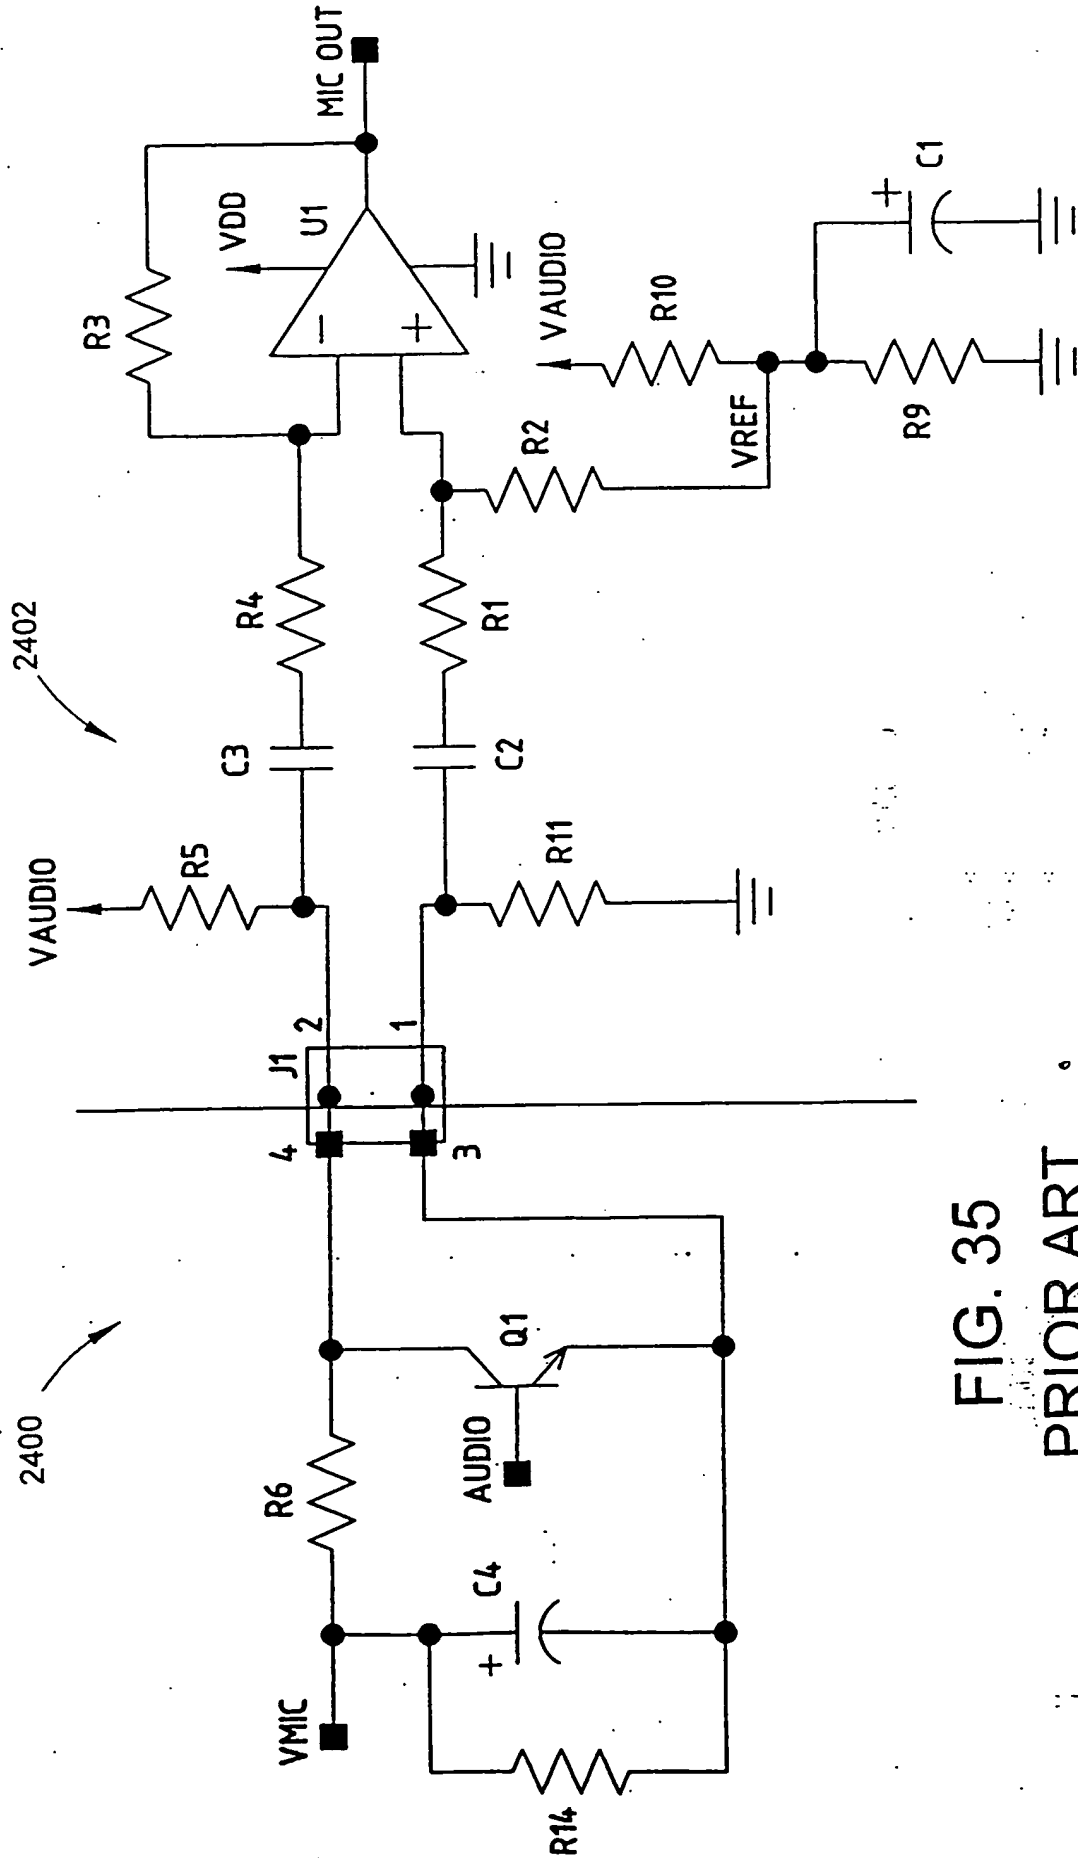 2400
2402
VMIC
R14
C4
+
R6
AUDIO
Q1
4
3
J1
2
1
VAUDIO
R5
R11
C3
C2
R4
R1
R2
R3
VDD
U1
−
+
MIC OUT
VAUDIO
R10
VREF
R9
+
C1
FIG. 35
PRIOR ART